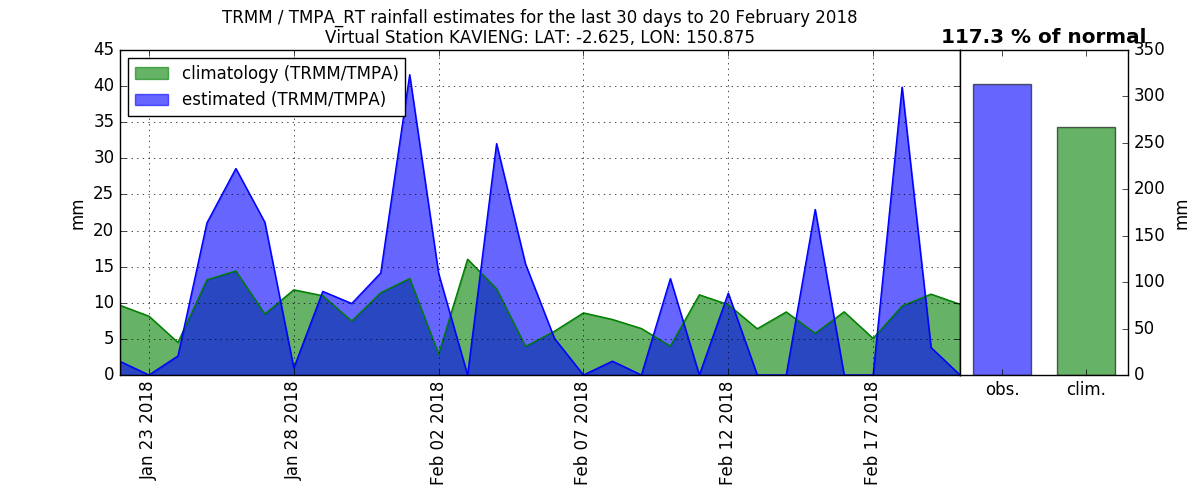 TRMM / TMPA_RT rainfall estimates for the last 30 days to 20 February 2018
Virtual Station KAVIENG: LAT: -2.625, LON: 150.875
117.3 % of normal
climatology (TRMM/TMPA)
estimated (TRMM/TMPA)
45
40
35
30
25
20
15
10
5
0
mm
Jan 23 2018
Jan 28 2018
Feb 02 2018
Feb 07 2018
Feb 12 2018
Feb 17 2018
350
300
250
200
150
100
50
0
mm
obs.
clim.